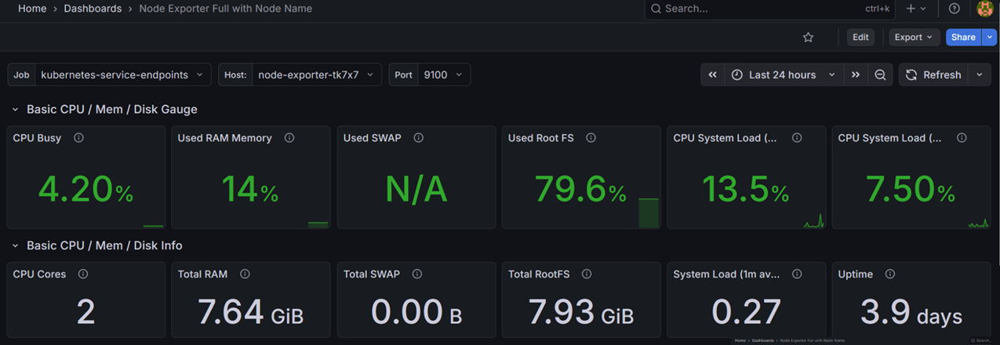 Home > Dashboards > Node Exporter Full with Node Name
Search... ctrl+k
Edit Export Share
Job kubernetes-service-endpoints Host: node-exporter-tk7x7 Port 9100 Last 24 hours Refresh
Basic CPU / Mem / Disk Gauge
CPU Busy Used RAM Memory Used SWAP Used Root FS CPU System Load (... CPU System Load (...
4.20% 14% N/A 79.6% 13.5% 7.50%
Basic CPU / Mem / Disk Info
CPU Cores Total RAM Total SWAP Total RootFS System Load (1m av... Uptime
2 7.64 GiB 0.00 B 7.93 GiB 0.27 3.9 days
Home > Dashboards > Node Exporter Full with Node Name Search...